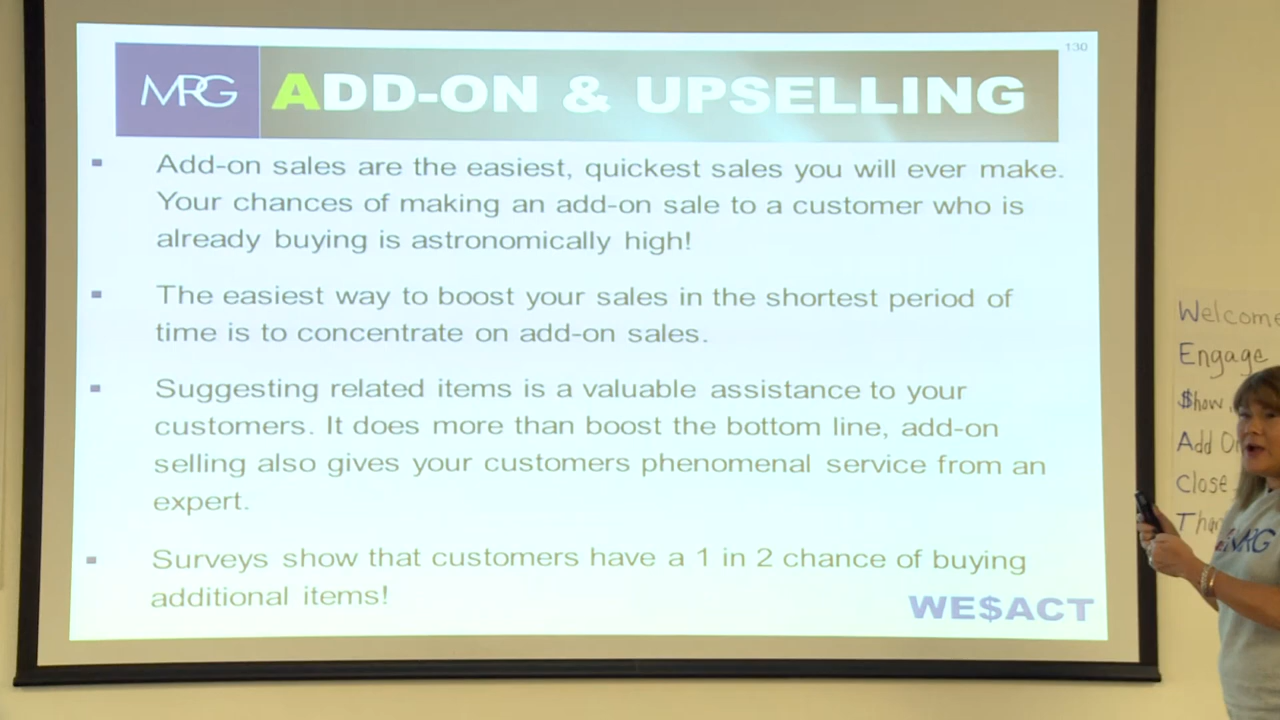 130
MRG ADD-ON & UPSELLING
▪ Add-on sales are the easiest, quickest sales you will ever make.
Your chances of making an add-on sale to a customer who is
already buying is astronomically high!
▪ The easiest way to boost your sales in the shortest period of
time is to concentrate on add-on sales.
▪ Suggesting related items is a valuable assistance to your
customers. It does more than boost the bottom line, add-on
selling also gives your customers phenomenal service from an
expert.
▪ Surveys show that customers have a 1 in 2 chance of buying
additional items!
WE$ACT
Welcome
Engage
$how
Add
Close
MRG